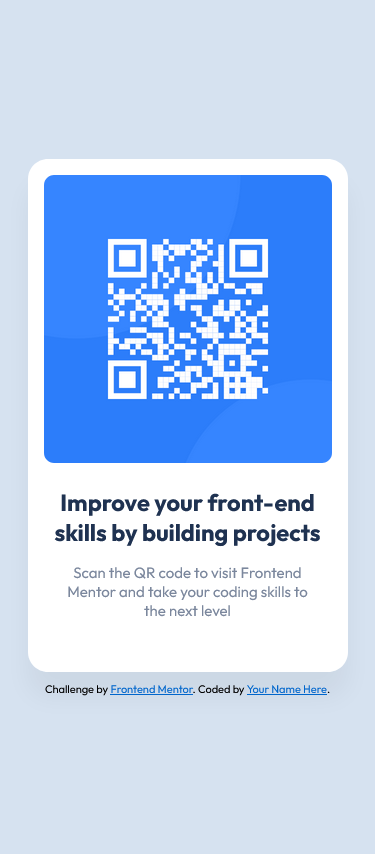 Improve your front-end
skills by building projects
Scan the QR code to visit Frontend
Mentor and take your coding skills to
the next level
Challenge by Frontend Mentor. Coded by Your Name Here.